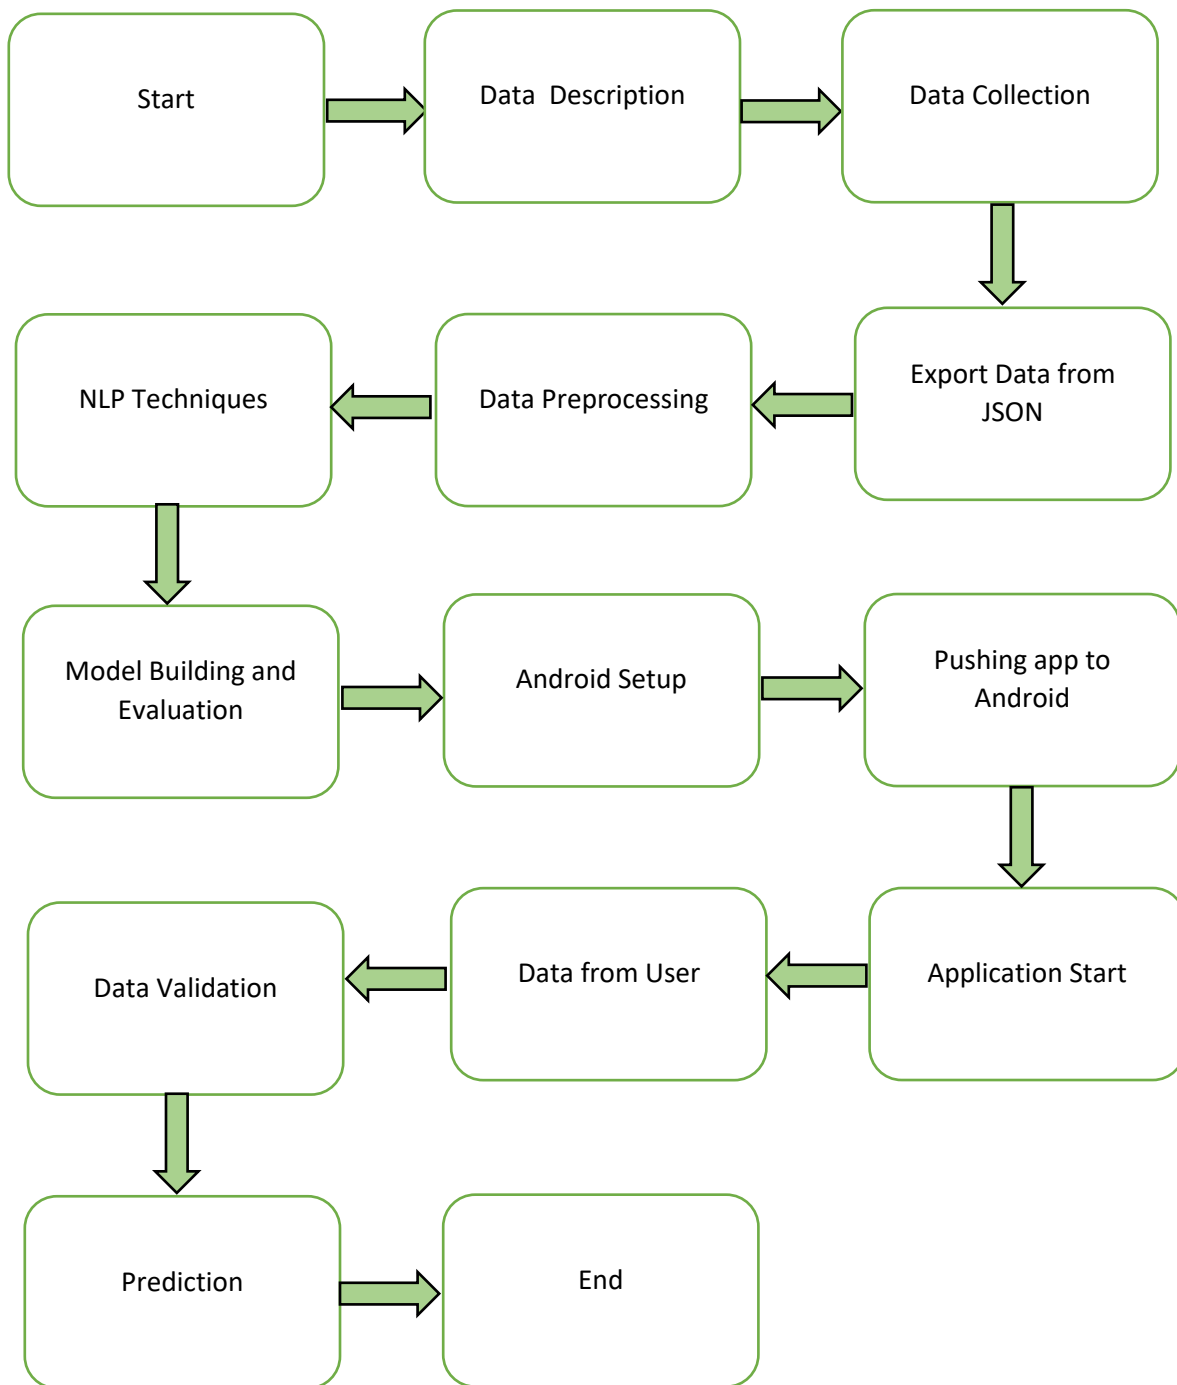 Start
Data  Description
Data Collection
Export Data from
JSON
Data Preprocessing
NLP Techniques
Model Building and
Evaluation
Android Setup
Pushing app to
Android
Application Start
Data from User
Data Validation
Prediction
End